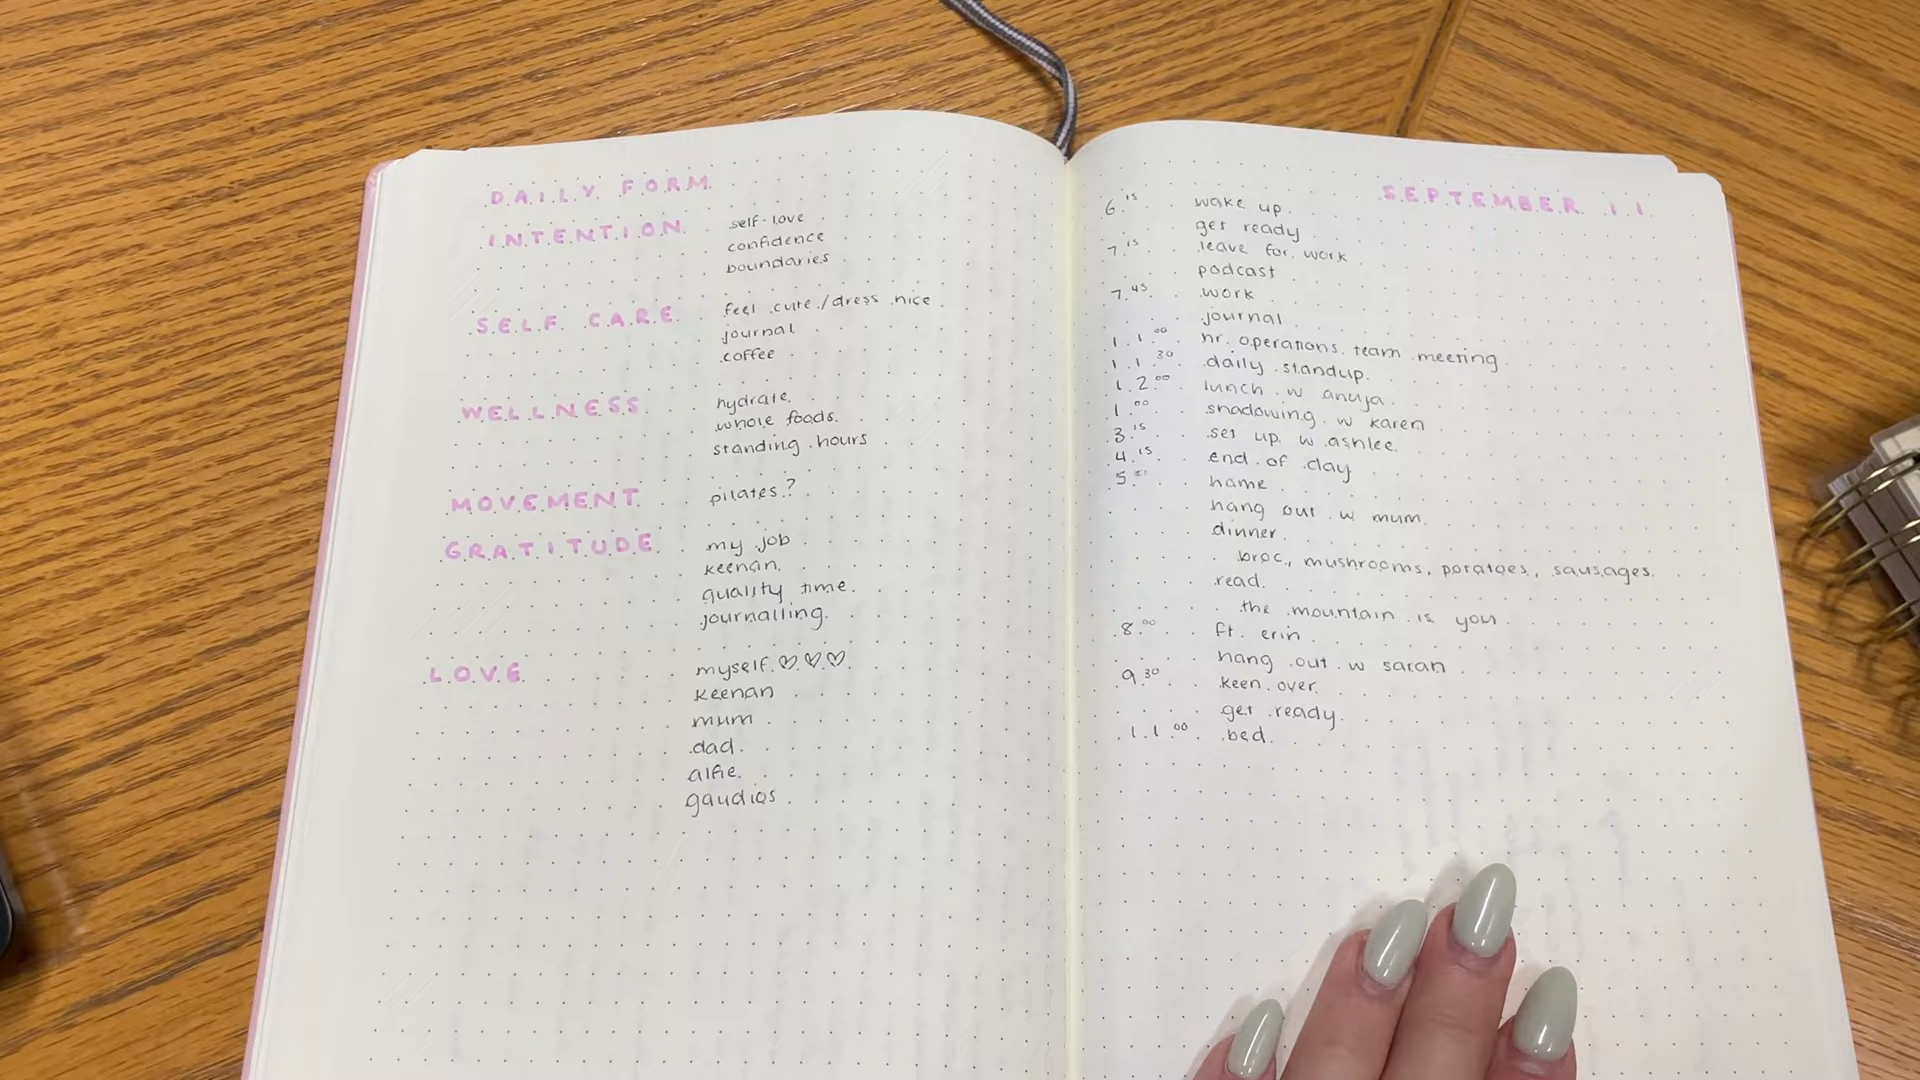 DAILY FORM
INTENTION self-love
confidence
boundaries
SELF CARE feel cute/dress nice
journal
coffee
WELLNESS hydrate
whole foods
standing hours
MOVEMENT pilates?
GRATITUDE my job
keenan
quality time
journalling
LOVE myself ♡♡♡
keenan
mum
dad
alfie
gaudios
SEPTEMBER 11
6 15 wake up
get ready
7 15 leave for work
podcast
7 45 work
journal
11 00 hr operations team meeting
11 30 daily standup
12 00 lunch w anuja
1 00 shadowing w karen
3 15 set up w ashlee
4 15 end of day
5 home
hang out w mum
dinner
broc, mushrooms, potatoes, sausages
read
the mountain is you
8 00 ft erin
hang out w sarah
9 30 keen over
get ready
11 00 bed